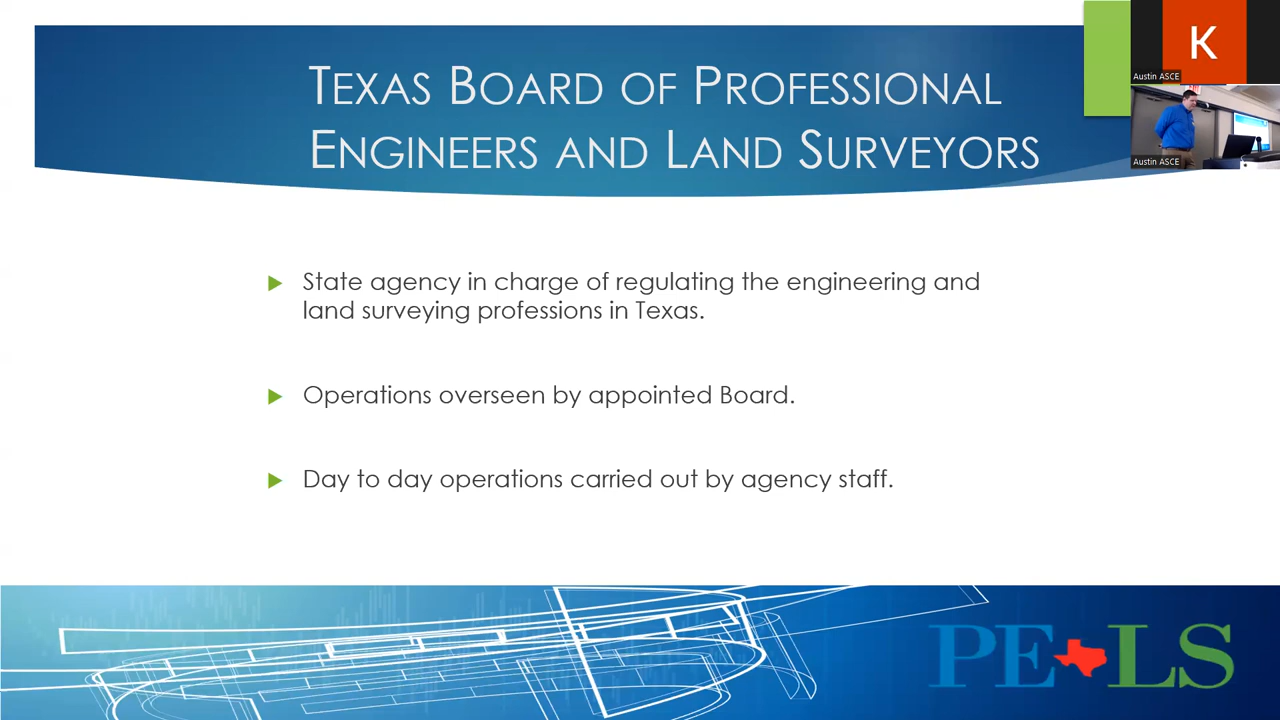 TEXAS BOARD OF PROFESSIONAL
ENGINEERS AND LAND SURVEYORS
K
Austin ASCE
Austin ASCE
State agency in charge of regulating the engineering and
land surveying professions in Texas.
Operations overseen by appointed Board.
Day to day operations carried out by agency staff.
PE LS